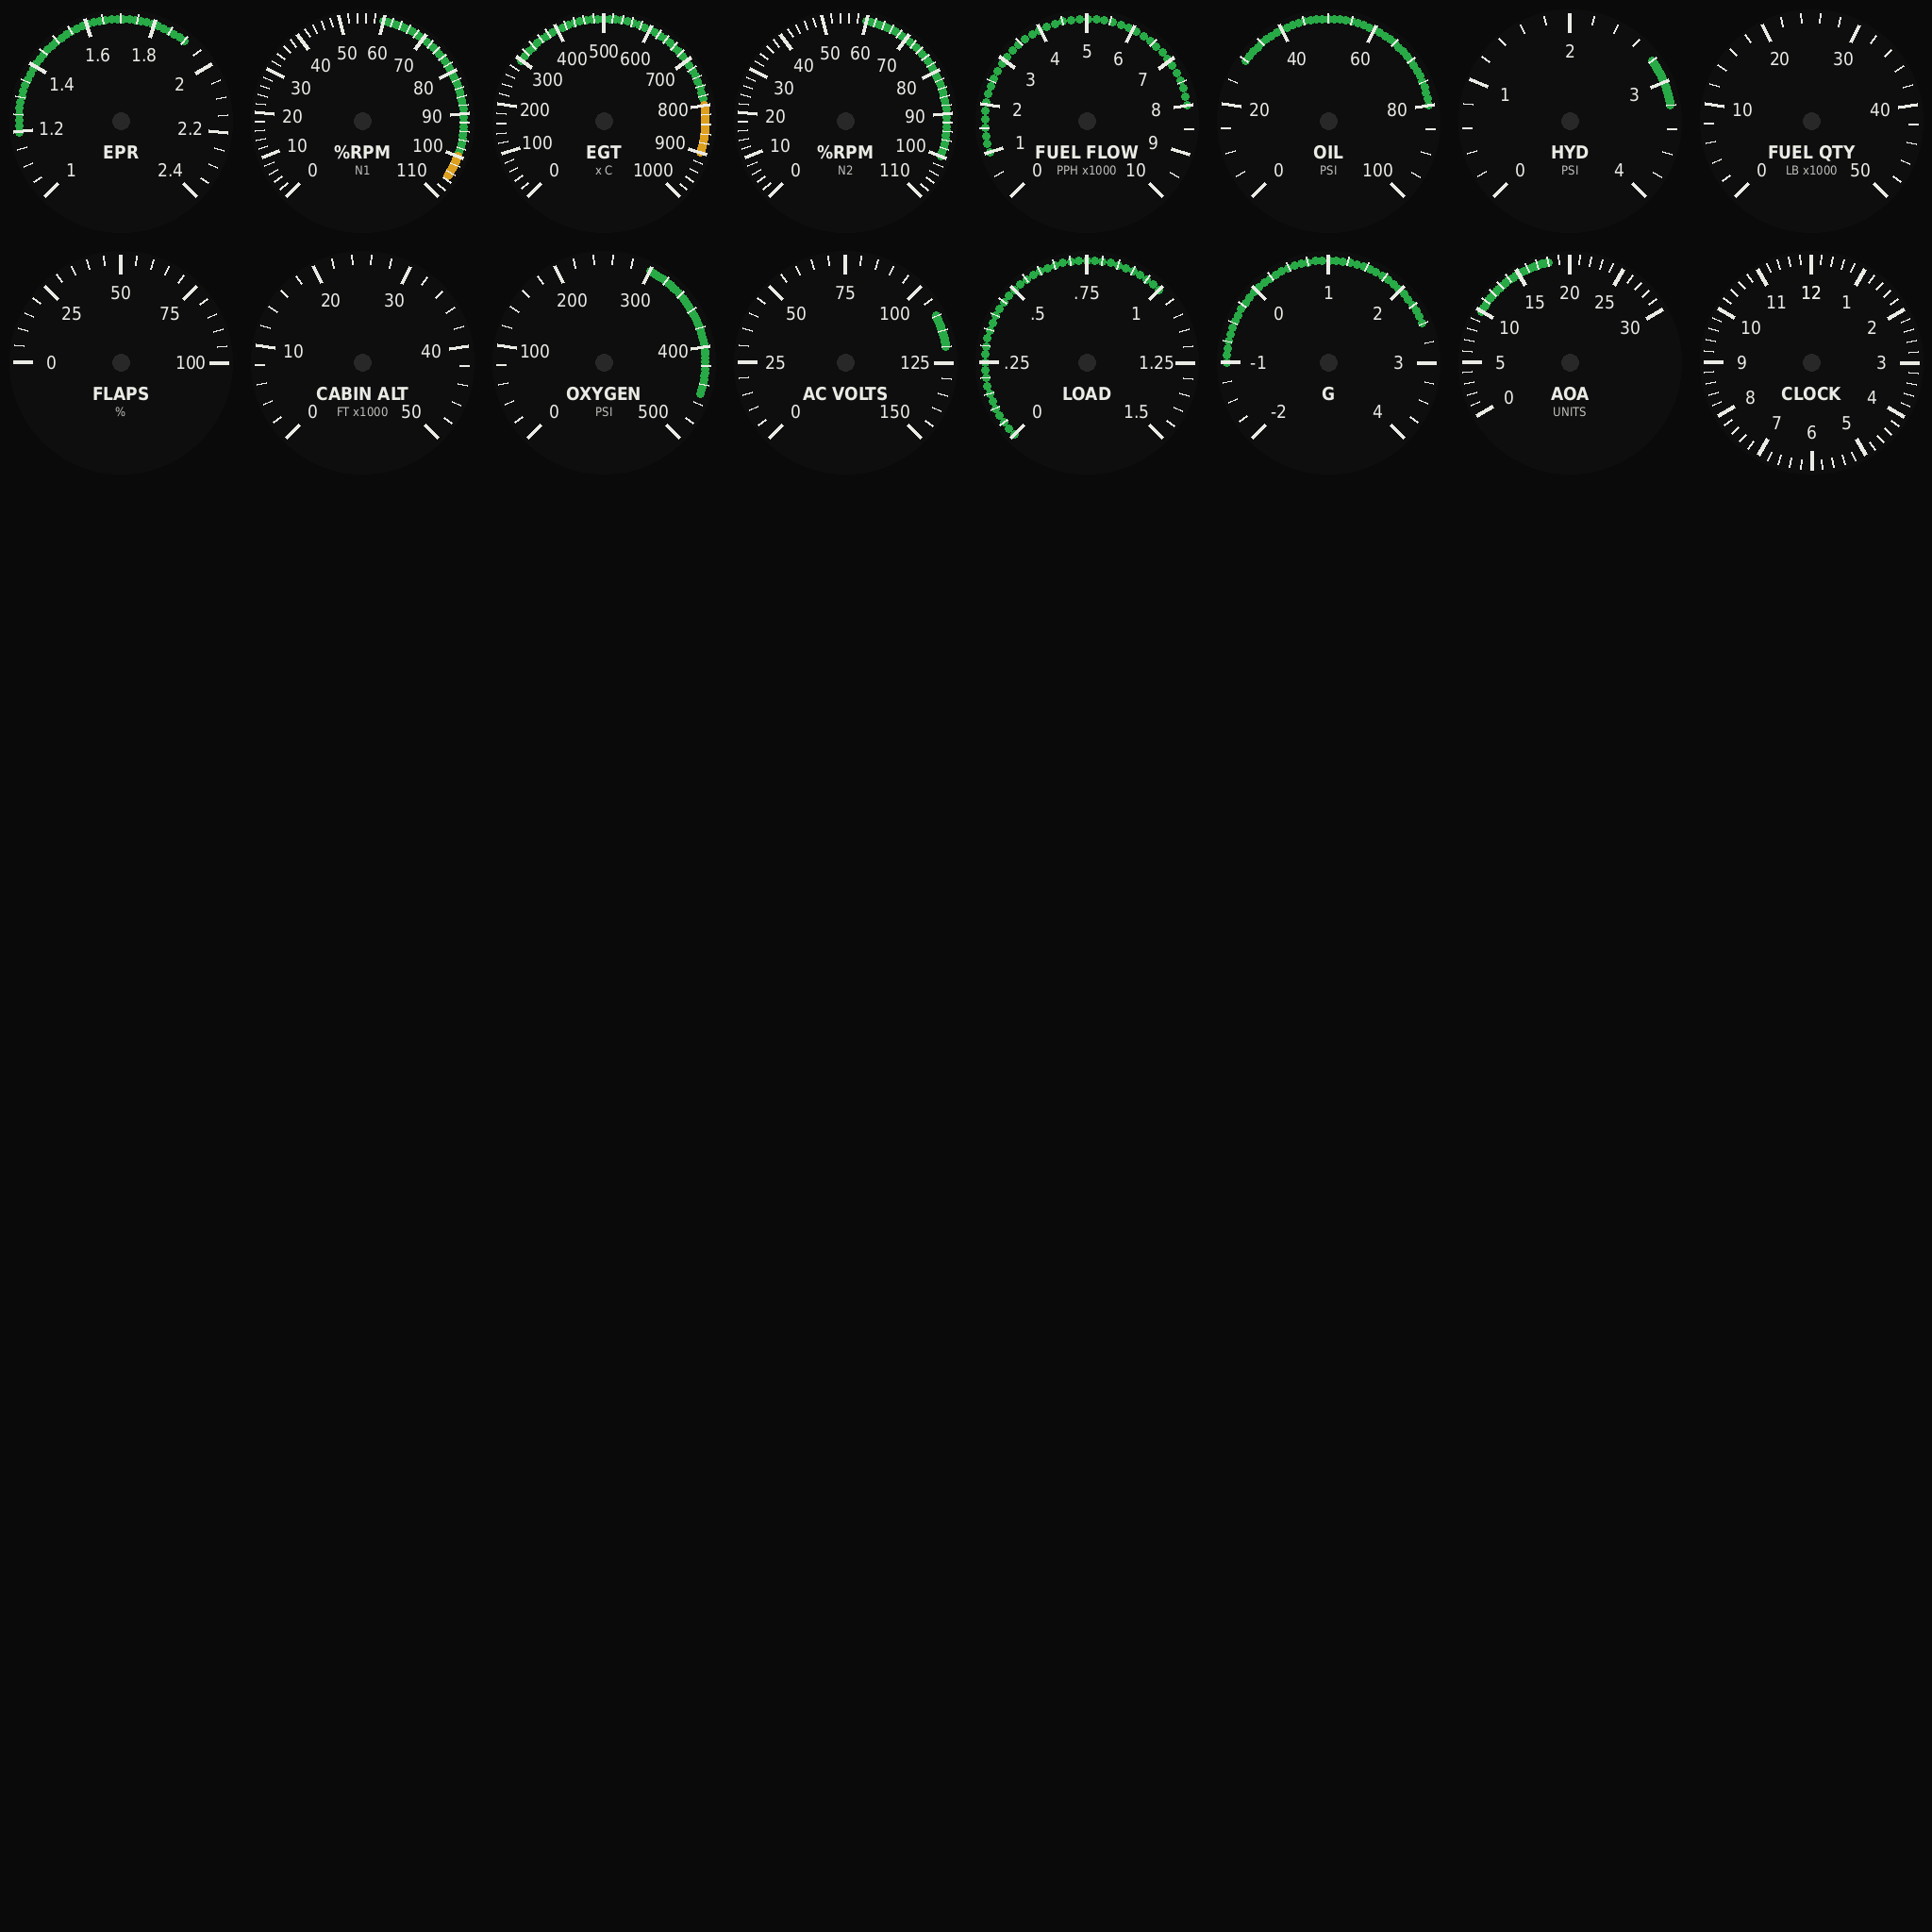 1 1.2 1.4 1.6 1.8 2 2.2 2.4
EPR
0 10 20 30 40 50 60 70 80 90 100 110
%RPM
N1
0 100 200 300 400 500 600 700 800 900 1000
EGT
x C
0 10 20 30 40 50 60 70 80 90 100 110
%RPM
N2
0 1 2 3 4 5 6 7 8 9 10
FUEL FLOW
PPH x1000
0 20 40 60 80 100
OIL
PSI
0 1 2 3 4
HYD
PSI
0 10 20 30 40 50
FUEL QTY
LB x1000
0 25 50 75 100
FLAPS
%
0 10 20 30 40 50
CABIN ALT
FT x1000
0 100 200 300 400 500
OXYGEN
PSI
0 25 50 75 100 125 150
AC VOLTS
0 .25 .5 .75 1 1.25 1.5
LOAD
-2 -1 0 1 2 3 4
G
0 5 10 15 20 25 30
AOA
UNITS
12 1 2 3 4 5 6 7 8 9 10 11
CLOCK